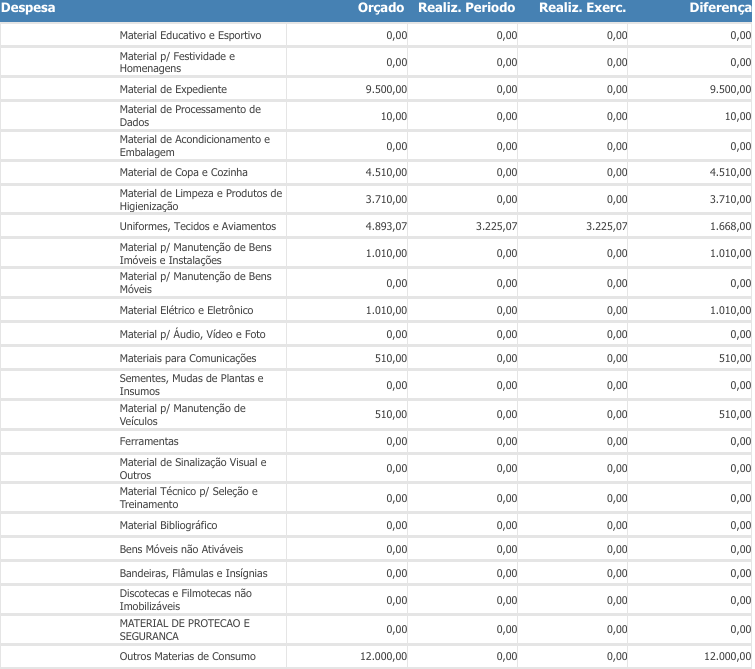 Despesa Orçado Realiz. Periodo Realiz. Exerc. Diferença
Material Educativo e Esportivo 0,00 0,00 0,00 0,00
Material p/ Festividade e
Homenagens 0,00 0,00 0,00 0,00
Material de Expediente 9.500,00 0,00 0,00 9.500,00
Material de Processamento de
Dados 10,00 0,00 0,00 10,00
Material de Acondicionamento e
Embalagem 0,00 0,00 0,00 0,00
Material de Copa e Cozinha 4.510,00 0,00 0,00 4.510,00
Material de Limpeza e Produtos de
Higienização 3.710,00 0,00 0,00 3.710,00
Uniformes, Tecidos e Aviamentos 4.893,07 3.225,07 3.225,07 1.668,00
Material p/ Manutenção de Bens
Imóveis e Instalações 1.010,00 0,00 0,00 1.010,00
Material p/ Manutenção de Bens
Móveis 0,00 0,00 0,00 0,00
Material Elétrico e Eletrônico 1.010,00 0,00 0,00 1.010,00
Material p/ Áudio, Vídeo e Foto 0,00 0,00 0,00 0,00
Materiais para Comunicações 510,00 0,00 0,00 510,00
Sementes, Mudas de Plantas e
Insumos 0,00 0,00 0,00 0,00
Material p/ Manutenção de
Veículos 510,00 0,00 0,00 510,00
Ferramentas 0,00 0,00 0,00 0,00
Material de Sinalização Visual e
Outros 0,00 0,00 0,00 0,00
Material Técnico p/ Seleção e
Treinamento 0,00 0,00 0,00 0,00
Material Bibliográfico 0,00 0,00 0,00 0,00
Bens Móveis não Ativáveis 0,00 0,00 0,00 0,00
Bandeiras, Flâmulas e Insígnias 0,00 0,00 0,00 0,00
Discotecas e Filmotecas não
Imobilizáveis 0,00 0,00 0,00 0,00
MATERIAL DE PROTECAO E
SEGURANCA 0,00 0,00 0,00 0,00
Outros Materias de Consumo 12.000,00 0,00 0,00 12.000,00